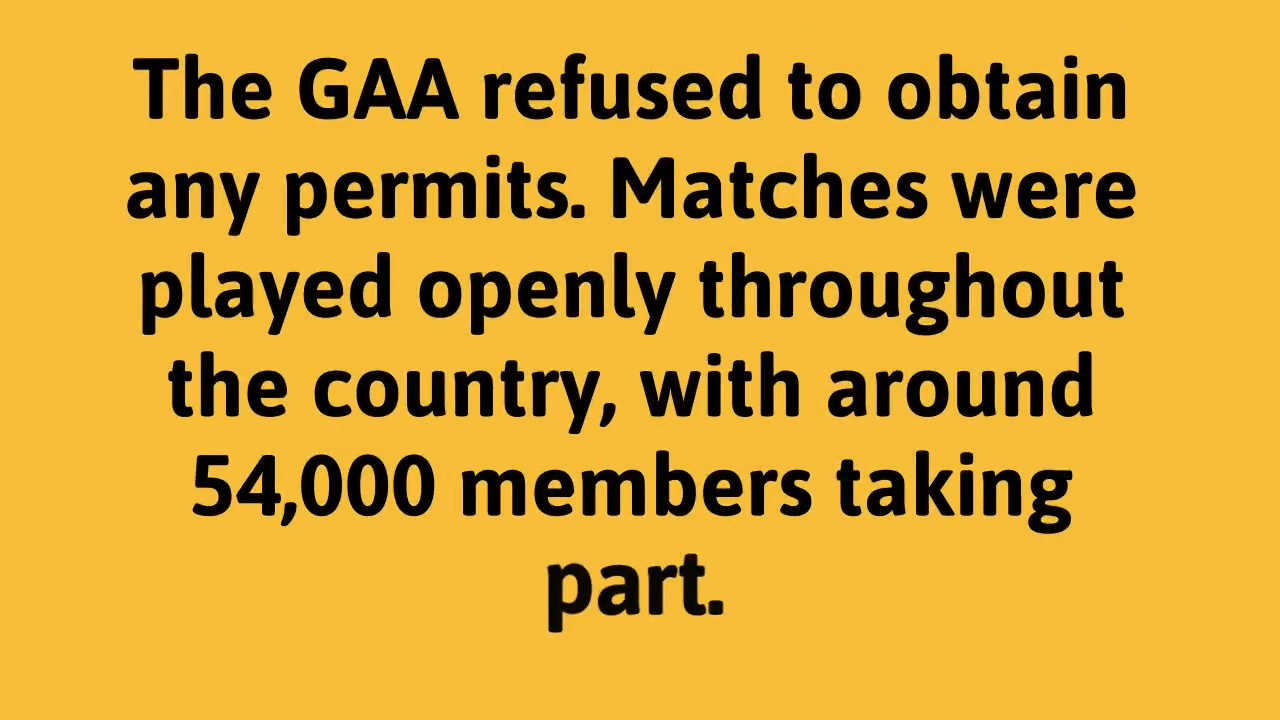 The GAA refused to obtain
any permits. Matches were
played openly throughout
the country, with around
54,000 members taking
part.